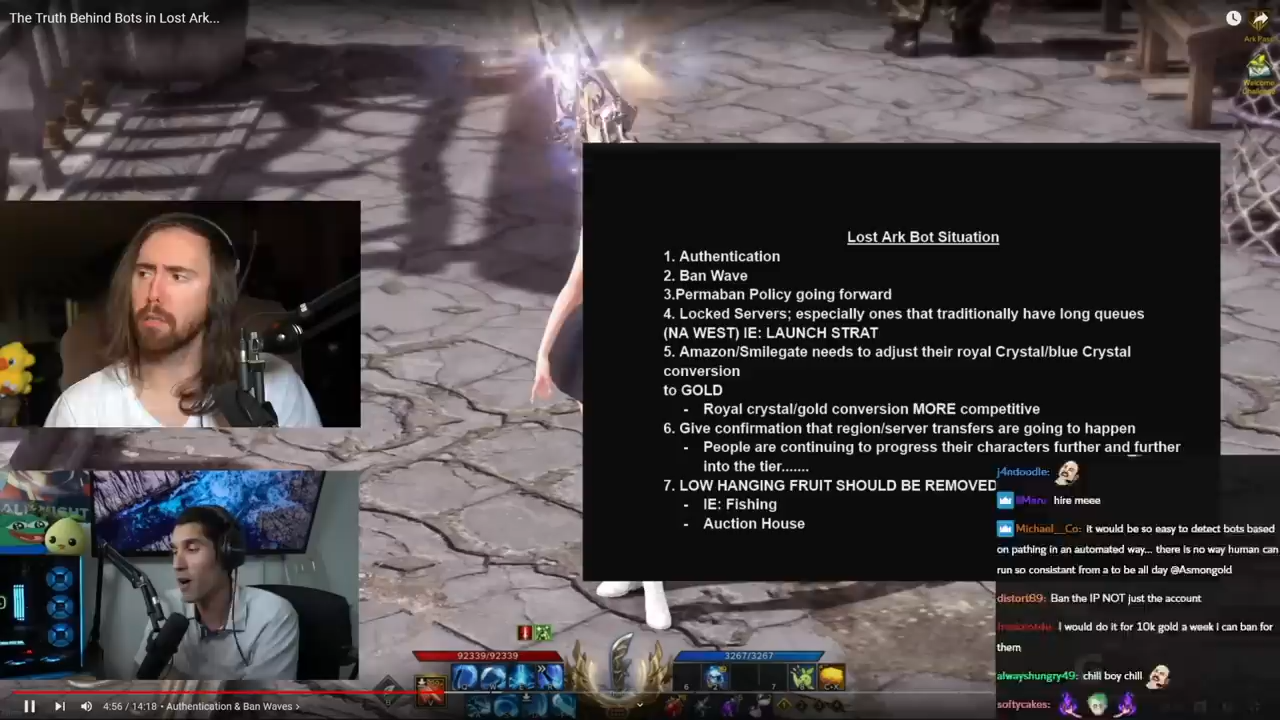 The Truth Behind Bots in Lost Ark...
Ark Pass
Welcome
Challenge
Lost Ark Bot Situation
1. Authentication
2. Ban Wave
3.Permaban Policy going forward
4. Locked Servers; especially ones that traditionally have long queues
(NA WEST) IE: LAUNCH STRAT
5. Amazon/Smilegate needs to adjust their royal Crystal/blue Crystal
conversion
to GOLD
- Royal crystal/gold conversion MORE competitive
6. Give confirmation that region/server transfers are going to happen
- People are continuing to progress their characters further and further
into the tier.......
7. LOW HANGING FRUIT SHOULD BE REMOVED
- IE: Fishing
- Auction House
j4ndoodle:
hire meee
Michael__Co: it would be so easy to detect bots based
on pathing in an automated way... there is no way human can
run so consistant from a to be all day @Asmongold
distort89: Ban the IP NOT just the account
I would do it for 10k gold a week I can ban for
them
alwayshungry49: chill boy chill
softycakes:
92339/92339
3267/3267
4:56 / 14:18 • Authentication & Ban Waves ›